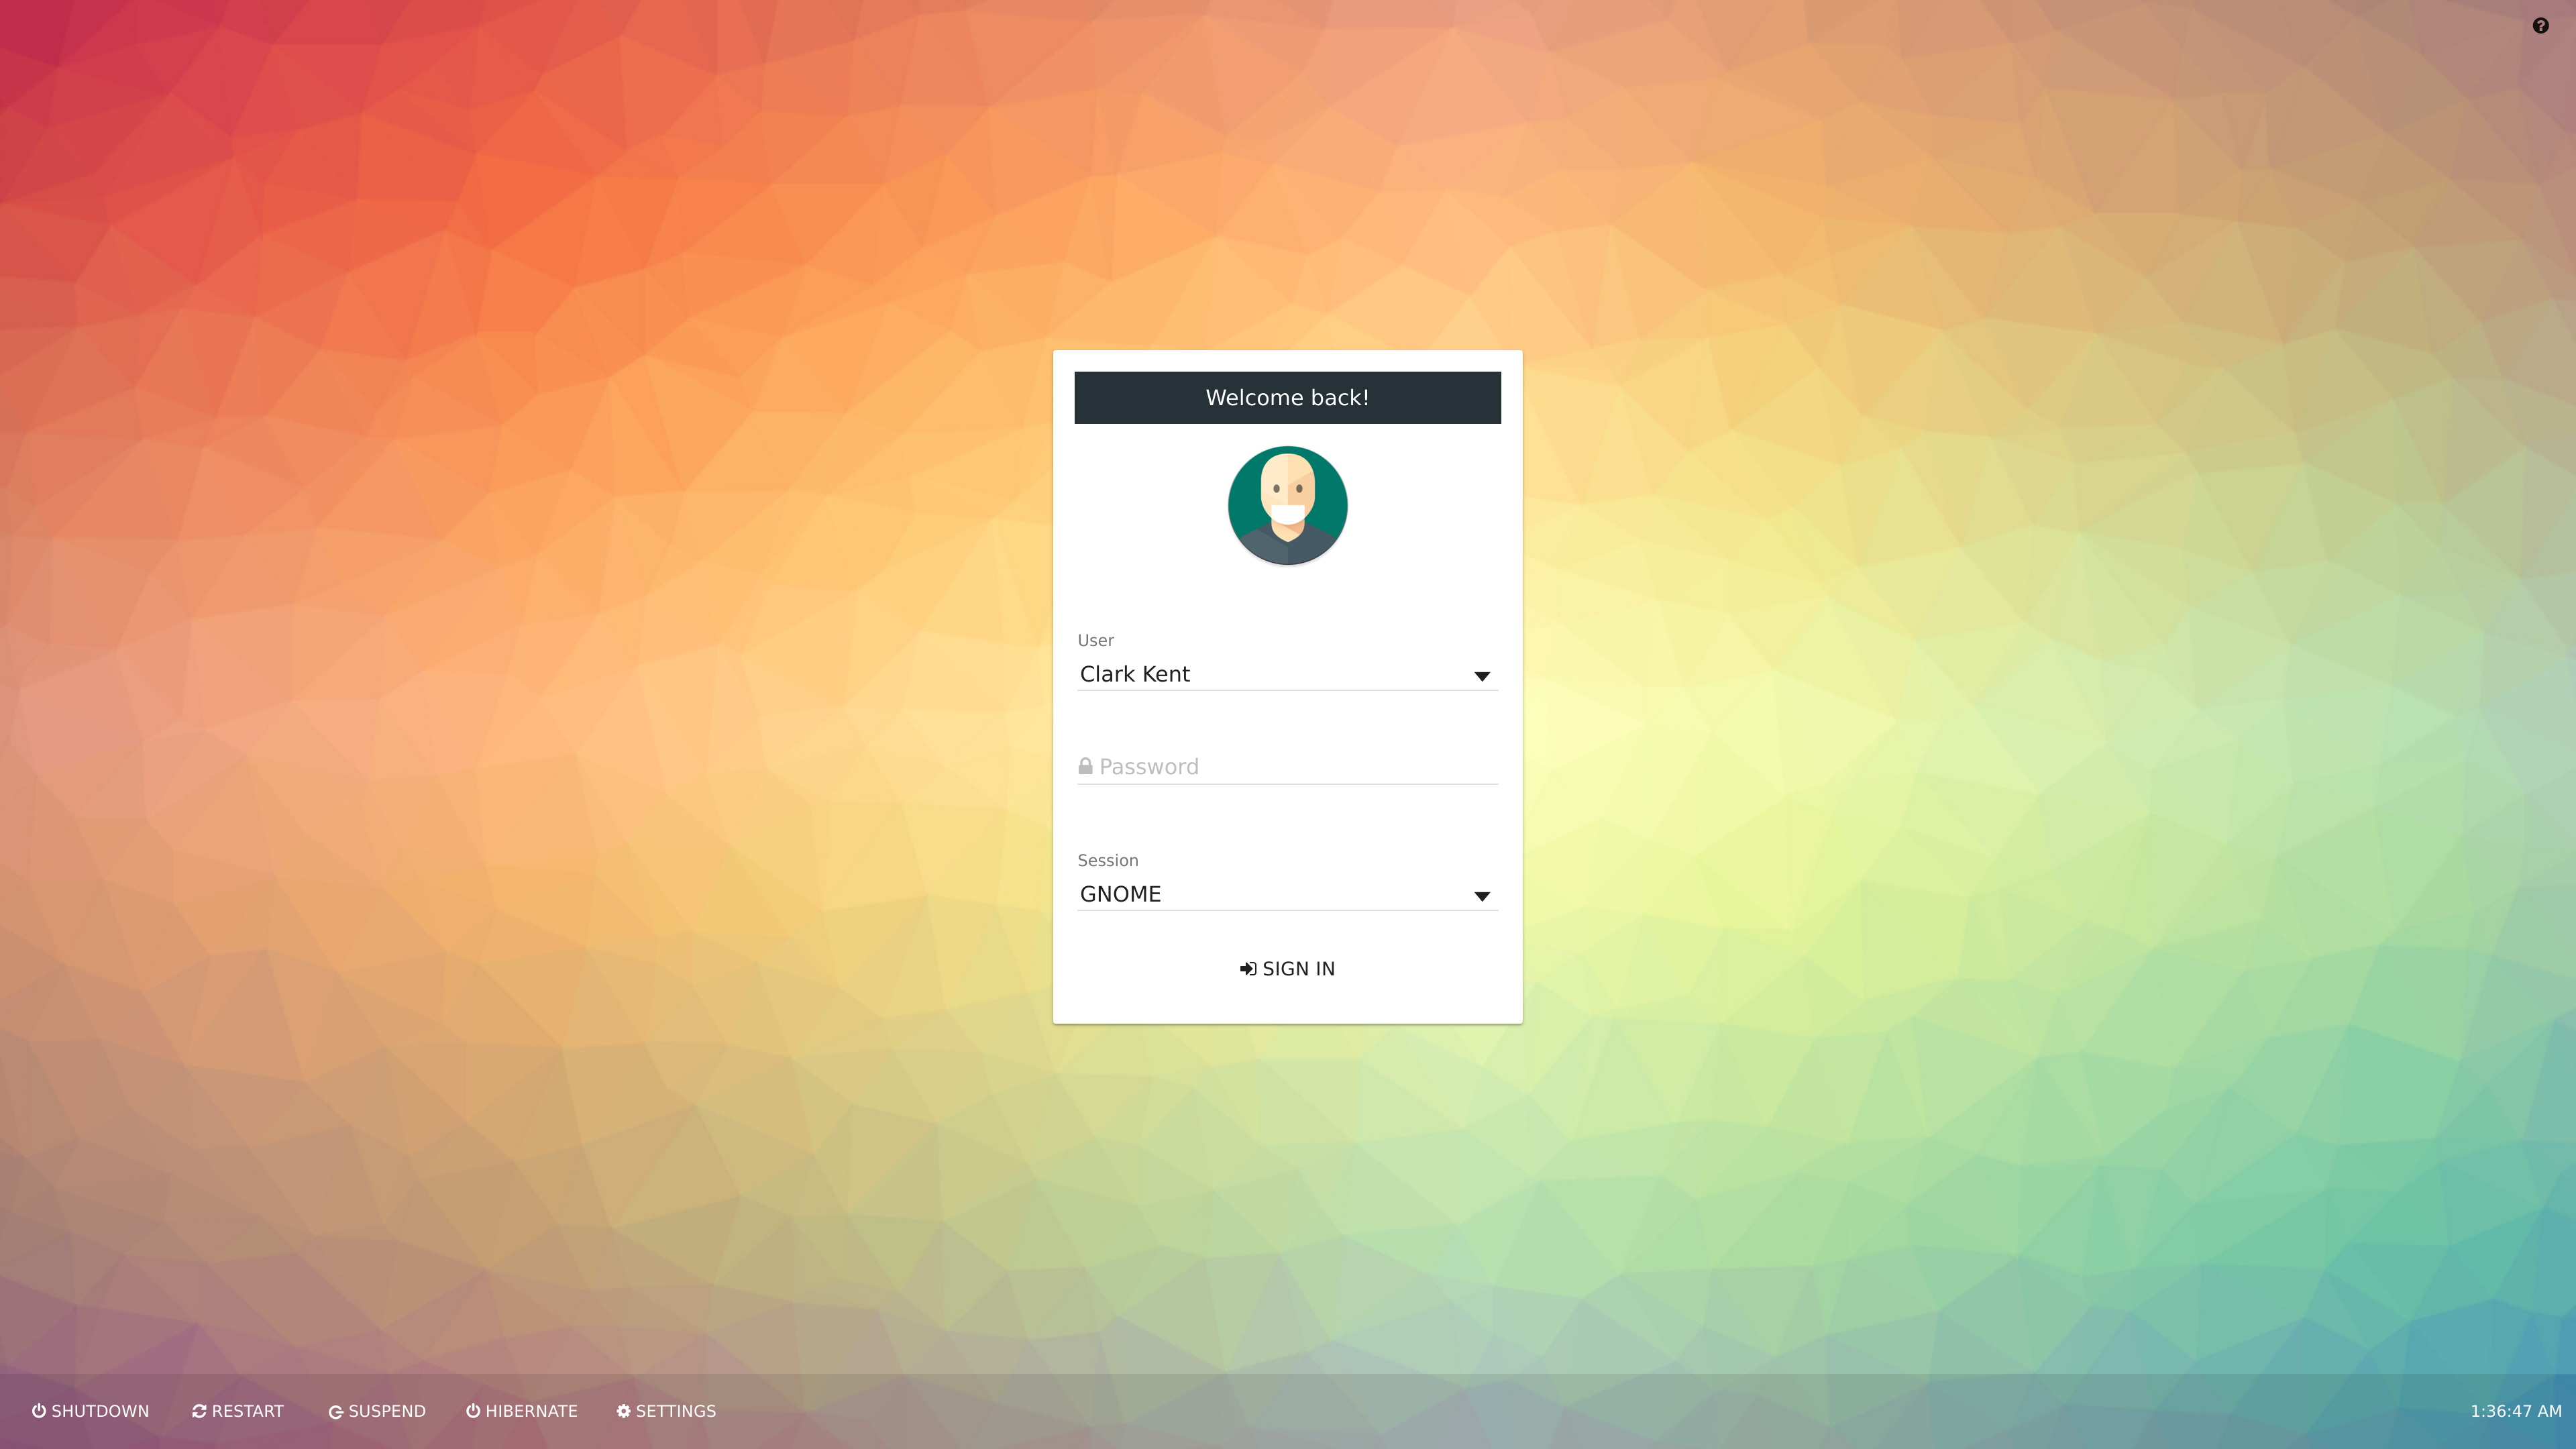 Welcome back!
User
Clark Kent
Password
Session
GNOME
SIGN IN
SHUTDOWN RESTART SUSPEND HIBERNATE SETTINGS 1:36:47 AM